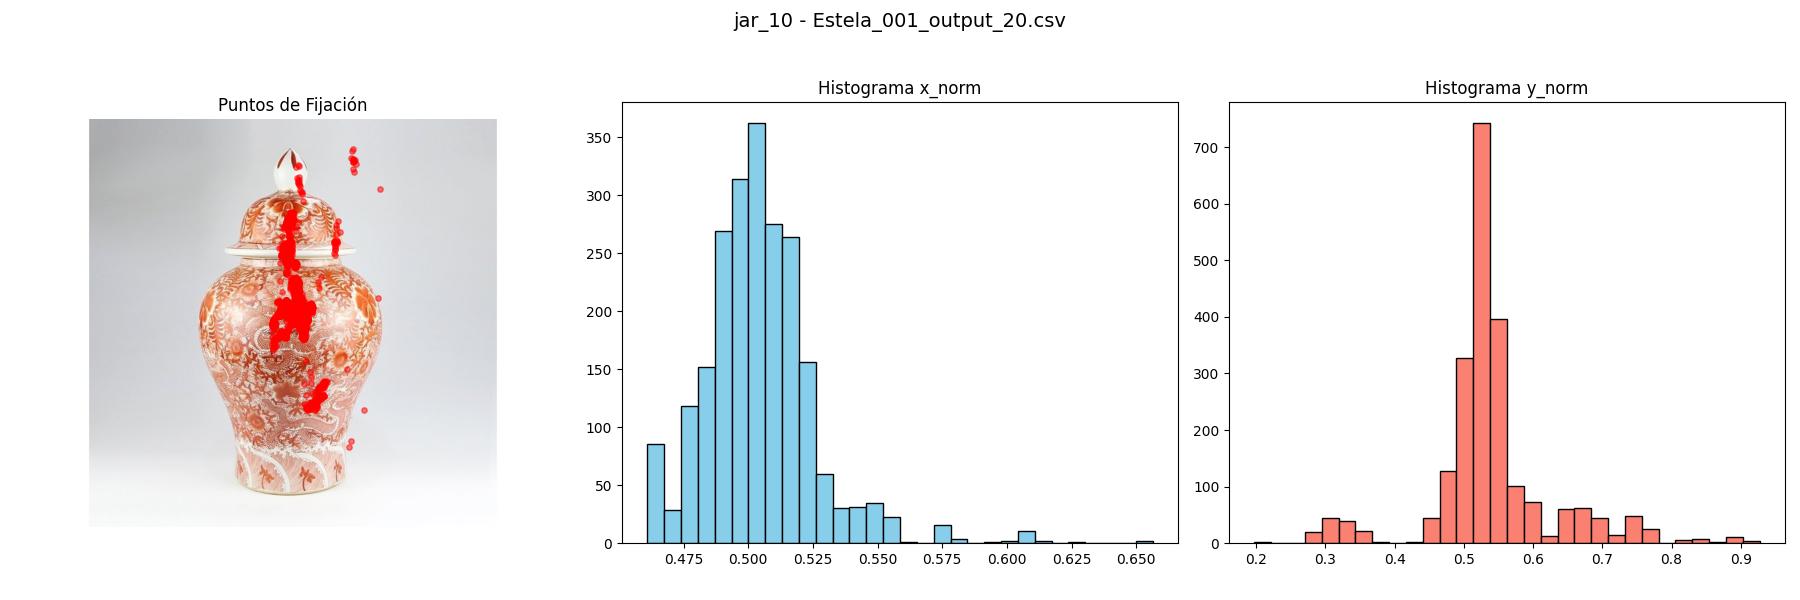 jar_10 - Estela_001_output_20.csv
Puntos de Fijación
Histograma x_norm
350
300
250
200
150
100
50
0
0.475 0.500 0.525 0.550 0.575 0.600 0.625 0.650
Histograma y_norm
700
600
500
400
300
200
100
0
0.2 0.3 0.4 0.5 0.6 0.7 0.8 0.9